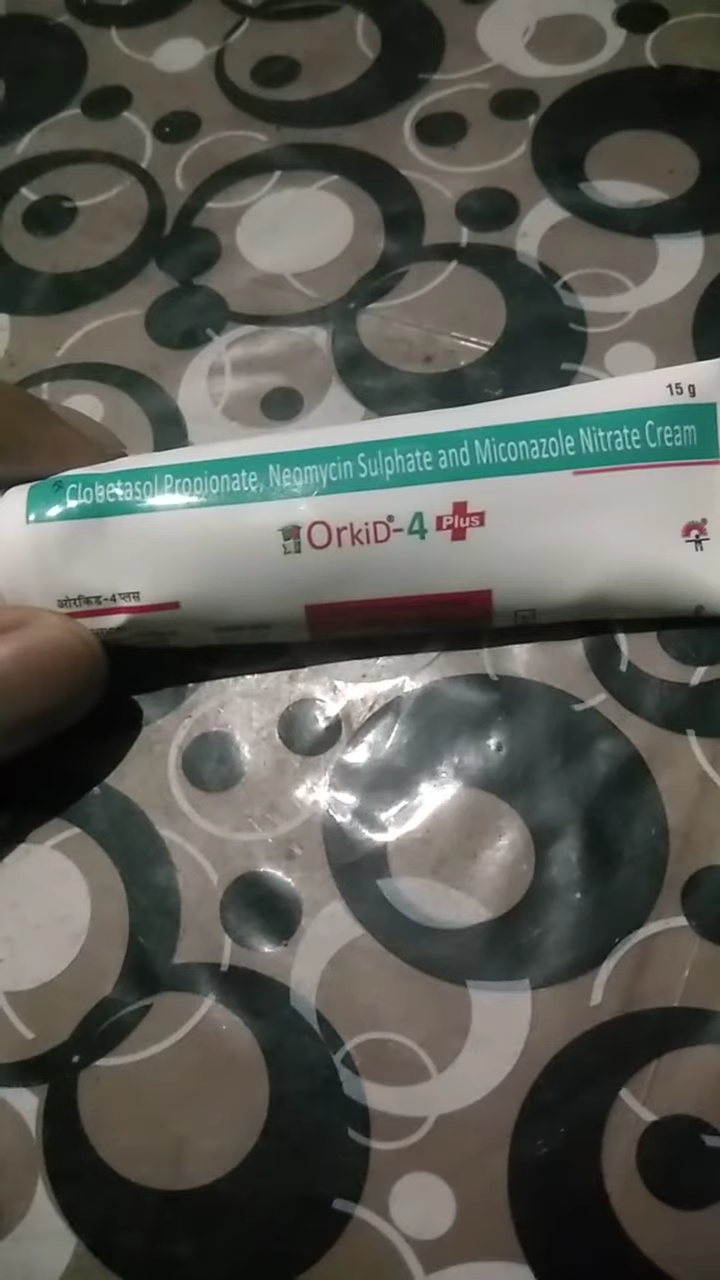 15 g
Clobetasol Propionate, Neomycin Sulphate and Miconazole Nitrate Cream
OrkiD®-4 Plus
ओरकिड-4 प्लस